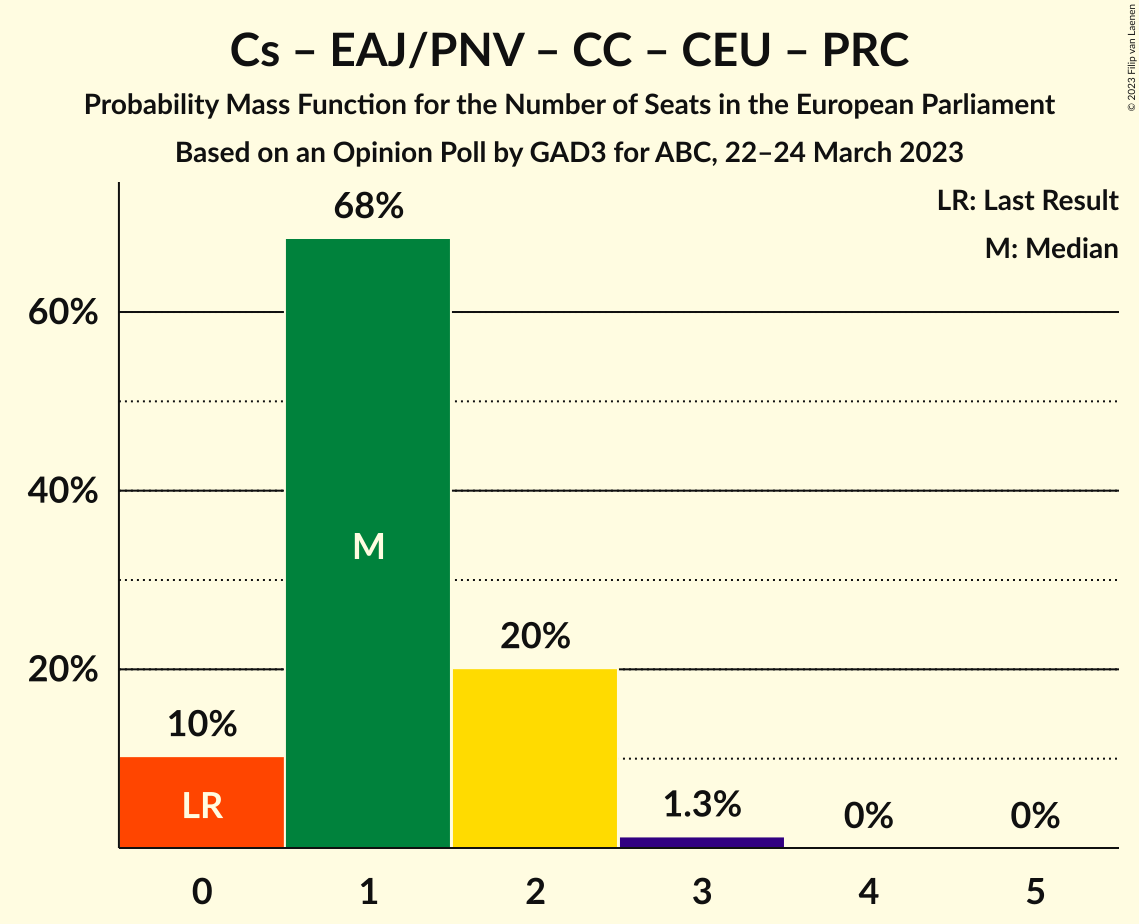 Cs – EAJ/PNV – CC – CEU – PRC
Probability Mass Function for the Number of Seats in the European Parliament
Based on an Opinion Poll by GAD3 for ABC, 22–24 March 2023
© 2023 Filip van Laenen
LR: Last Result
M: Median
68%
60%
40%
M
20%
20%
10%
LR
1.3%
0%
0%
0 1 2 3 4 5